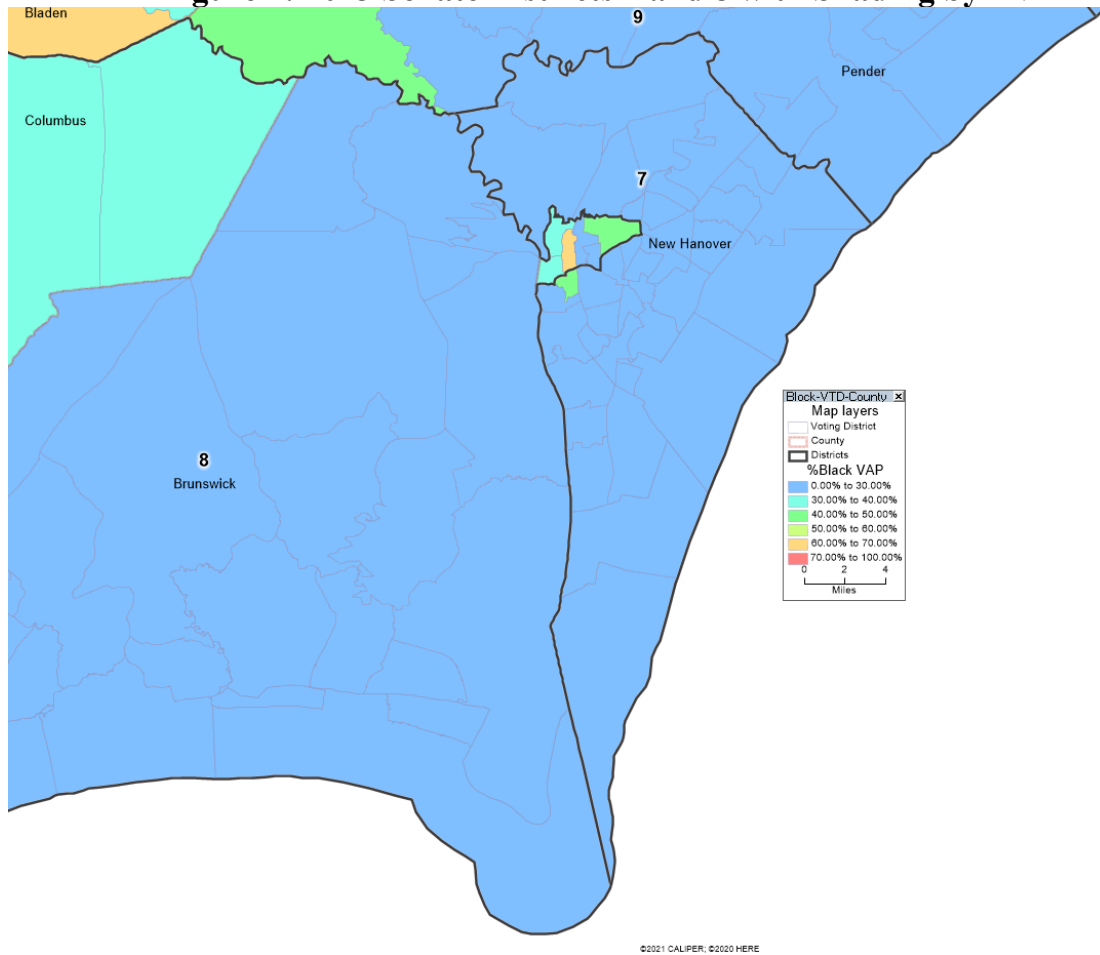 Bladen
9
Pender
Columbus
7
New Hanover
8
Brunswick
Block-VTD-County
Map layers
Voting District
County
Districts
%Black VAP
0.00% to 30.00%
30.00% to 40.00%
40.00% to 50.00%
50.00% to 60.00%
60.00% to 70.00%
70.00% to 100.00%
0 2 4
Miles
©2021 CALIPER; ©2020 HERE